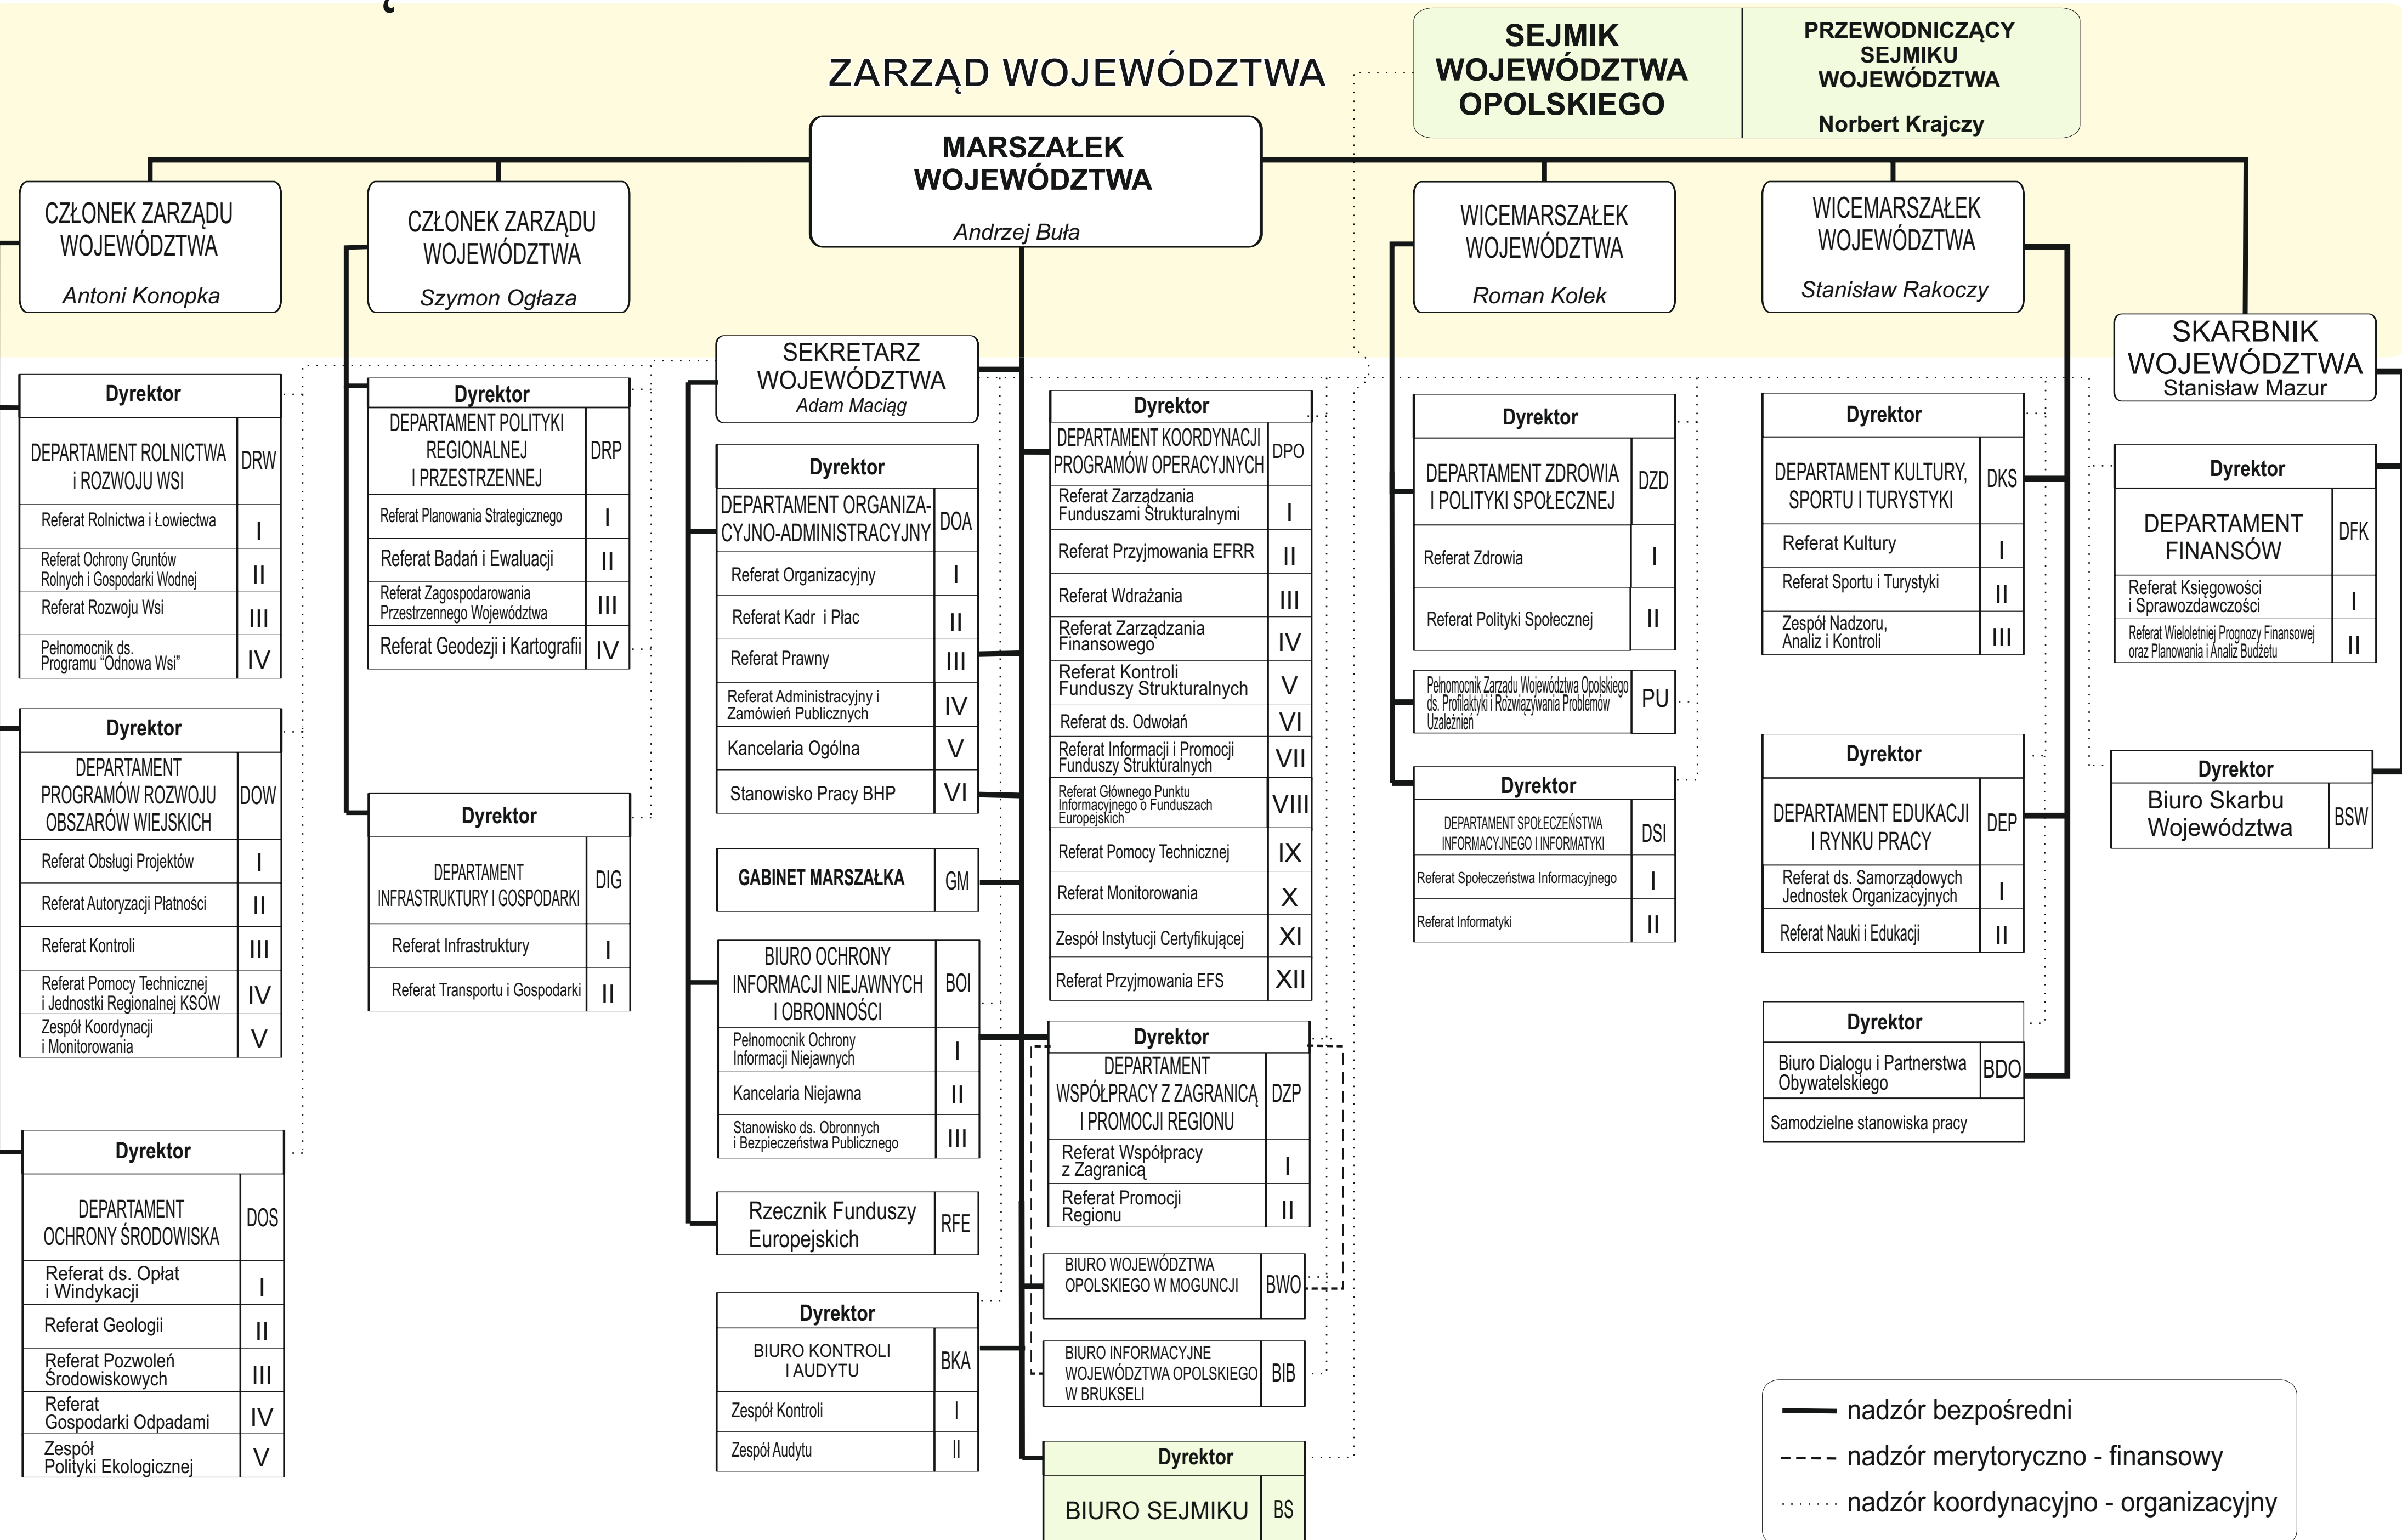 ZARZĄD WOJEWÓDZTWA
SEJMIK
WOJEWÓDZTWA
OPOLSKIEGO
PRZEWODNICZĄCY
SEJMIKU
WOJEWÓDZTWA
Norbert Krajczy
MARSZAŁEK
WOJEWÓDZTWA
Andrzej Buła
CZŁONEK ZARZĄDU
WOJEWÓDZTWA
Antoni Konopka
CZŁONEK ZARZĄDU
WOJEWÓDZTWA
Szymon Ogłaza
WICEMARSZAŁEK
WOJEWÓDZTWA
Roman Kolek
WICEMARSZAŁEK
WOJEWÓDZTWA
Stanisław Rakoczy
SKARBNIK
WOJEWÓDZTWA
Stanisław Mazur
SEKRETARZ
WOJEWÓDZTWA
Adam Maciąg
Dyrektor
DEPARTAMENT ROLNICTWA
i ROZWOJU WSI
DRW
Referat Rolnictwa i Łowiectwa
I
Referat Ochrony Gruntów
Rolnych i Gospodarki Wodnej
II
Referat Rozwoju Wsi
III
Pełnomocnik ds.
Programu “Odnowa Wsi”
IV
Dyrektor
DEPARTAMENT
PROGRAMÓW ROZWOJU
OBSZARÓW WIEJSKICH
DOW
Referat Obsługi Projektów
I
Referat Autoryzacji Płatności
II
Referat Kontroli
III
Referat Pomocy Technicznej
i Jednostki Regionalnej KSOW
IV
Zespół Koordynacji
i Monitorowania
V
Dyrektor
DEPARTAMENT
OCHRONY ŚRODOWISKA
DOS
Referat ds. Opłat
i Windykacji
I
Referat Geologii
II
Referat Pozwoleń
Środowiskowych
III
Referat
Gospodarki Odpadami
IV
Zespół
Polityki Ekologicznej
V
Dyrektor
DEPARTAMENT POLITYKI
REGIONALNEJ
I PRZESTRZENNEJ
DRP
Referat Planowania Strategicznego
I
Referat Badań i Ewaluacji
II
Referat Zagospodarowania
Przestrzennego Województwa
III
Referat Geodezji i Kartografii
IV
Dyrektor
DEPARTAMENT
INFRASTRUKTURY I GOSPODARKI
DIG
Referat Infrastruktury
I
Referat Transportu i Gospodarki
II
Dyrektor
DEPARTAMENT ORGANIZA-
CYJNO-ADMINISTRACYJNY
DOA
Referat Organizacyjny
I
Referat Kadr i Płac
II
Referat Prawny
III
Referat Administracyjny i
Zamówień Publicznych
IV
Kancelaria Ogólna
V
Stanowisko Pracy BHP
VI
GABINET MARSZAŁKA
GM
BIURO OCHRONY
INFORMACJI NIEJAWNYCH
I OBRONNOŚCI
BOI
Pełnomocnik Ochrony
Informacji Niejawnych
I
Kancelaria Niejawna
II
Stanowisko ds. Obronnych
i Bezpieczeństwa Publicznego
III
Rzecznik Funduszy
Europejskich
RFE
Dyrektor
BIURO KONTROLI
I AUDYTU
BKA
Zespół Kontroli
I
Zespół Audytu
II
Dyrektor
DEPARTAMENT KOORDYNACJI
PROGRAMÓW OPERACYJNYCH
DPO
Referat Zarządzania
Funduszami Strukturalnymi
I
Referat Przyjmowania EFRR
II
Referat Wdrażania
III
Referat Zarządzania
Finansowego
IV
Referat Kontroli
Funduszy Strukturalnych
V
Referat ds. Odwołań
VI
Referat Informacji i Promocji
Funduszy Strukturalnych
VII
Referat Głównego Punktu
Informacyjnego o Funduszach
Europejskich
VIII
Referat Pomocy Technicznej
IX
Referat Monitorowania
X
Zespół Instytucji Certyfikującej
XI
Referat Przyjmowania EFS
XII
Dyrektor
DEPARTAMENT
WSPÓŁPRACY Z ZAGRANICĄ
I PROMOCJI REGIONU
DZP
Referat Współpracy
z Zagranicą
I
Referat Promocji
Regionu
II
BIURO WOJEWÓDZTWA
OPOLSKIEGO W MOGUNCJI
BWO
BIURO INFORMACYJNE
WOJEWÓDZTWA OPOLSKIEGO
W BRUKSELI
BIB
Dyrektor
BIURO SEJMIKU
BS
Dyrektor
DEPARTAMENT ZDROWIA
I POLITYKI SPOŁECZNEJ
DZD
Referat Zdrowia
I
Referat Polityki Społecznej
II
Pełnomocnik Zarządu Województwa Opolskiego
ds. Profilaktyki i Rozwiązywania Problemów
Uzależnień
PU
Dyrektor
DEPARTAMENT SPOŁECZEŃSTWA
INFORMACYJNEGO I INFORMATYKI
DSI
Referat Społeczeństwa Informacyjnego
I
Referat Informatyki
II
Dyrektor
DEPARTAMENT KULTURY,
SPORTU I TURYSTYKI
DKS
Referat Kultury
I
Referat Sportu i Turystyki
II
Zespół Nadzoru,
Analiz i Kontroli
III
Dyrektor
DEPARTAMENT EDUKACJI
I RYNKU PRACY
DEP
Referat ds. Samorządowych
Jednostek Organizacyjnych
I
Referat Nauki i Edukacji
II
Dyrektor
Biuro Dialogu i Partnerstwa
Obywatelskiego
BDO
Samodzielne stanowiska pracy
Dyrektor
DEPARTAMENT
FINANSÓW
DFK
Referat Księgowości
i Sprawozdawczości
I
Referat Wieloletniej Prognozy Finansowej
oraz Planowania i Analiz Budżetu
II
Dyrektor
Biuro Skarbu
Województwa
BSW
nadzór bezpośredni
nadzór merytoryczno - finansowy
nadzór koordynacyjno - organizacyjny